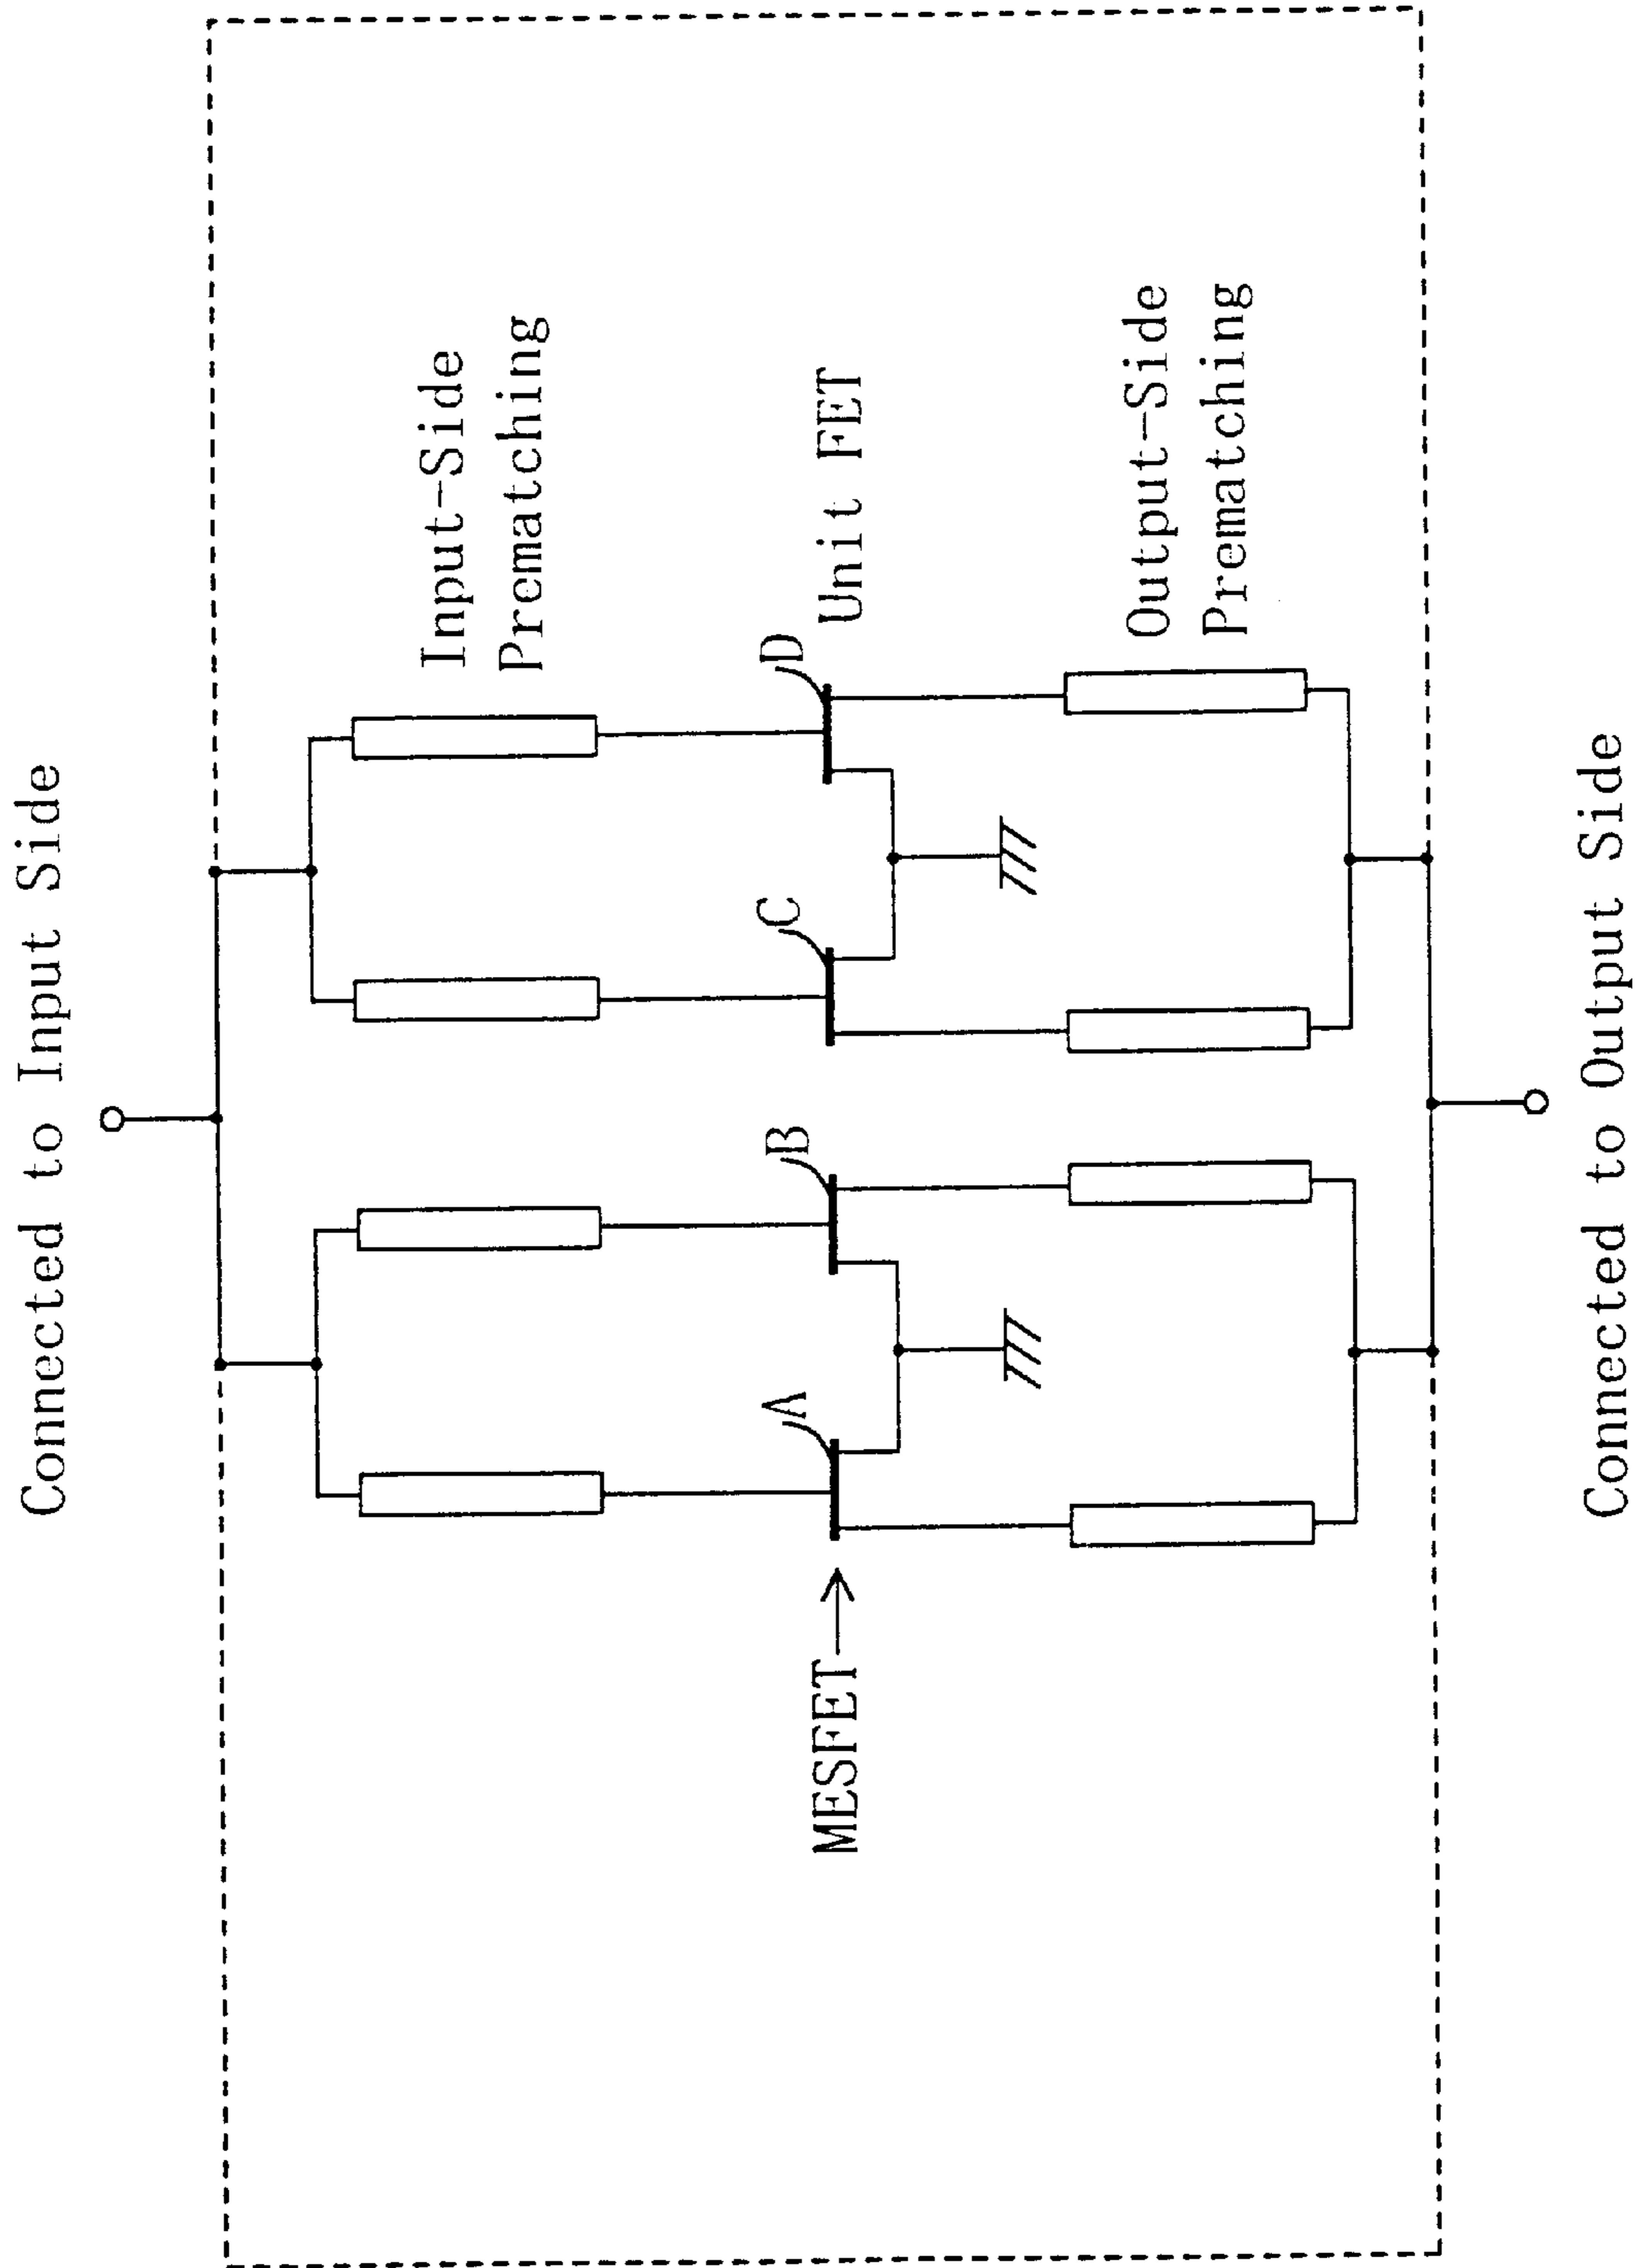 Connected to Input Side
Input-Side
Prematching
MESFET
A
B
C
D
Unit FET
Output-Side
Prematching
Connected to Output Side